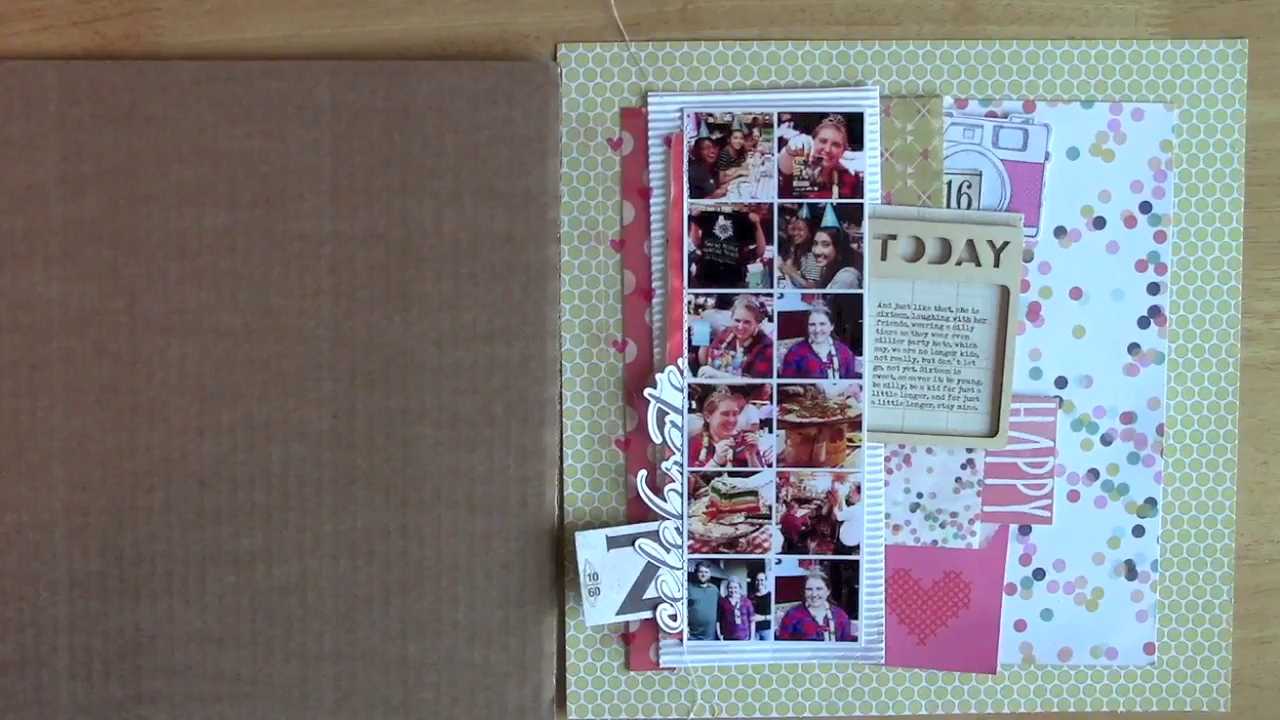 16
TODAY
And just like that, she is
sixteen, laughing with her
friends, wearing a silly
tiara as they wear even
sillier party hats, which
say, we are no longer kids,
not really, but don't let
go, not yet. Sixteen is
sweet, so savor it be young,
be silly, be a kid for just a
little longer, and for just
a little longer, stay mine.
HAPPY
celebrate
10
60